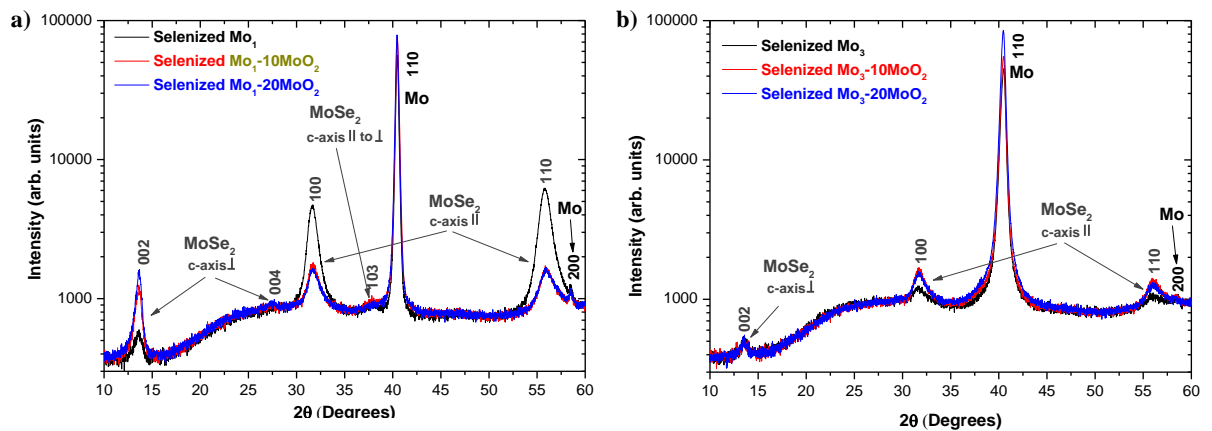 a)
100000
10000
1000
Intensity (arb. units)
Selenized Mo₁
Selenized Mo₁-10MoO₂
Selenized Mo₁-20MoO₂
110
Mo
MoSe₂
c-axis || to ⊥
MoSe₂
c-axis⊥
MoSe₂
c-axis ||
002
004
100
103
110
Mo
200
10 15 20 25 30 35 40 45 50 55 60
2θ (Degrees)
b)
100000
10000
1000
Intensity (arb. units)
Selenized Mo₃
Selenized Mo₃-10MoO₂
Selenized Mo₃-20MoO₂
110
Mo
MoSe₂
c-axis⊥
MoSe₂
c-axis ||
002
100
110
Mo
200
10 15 20 25 30 35 40 45 50 55 60
2θ (Degrees)